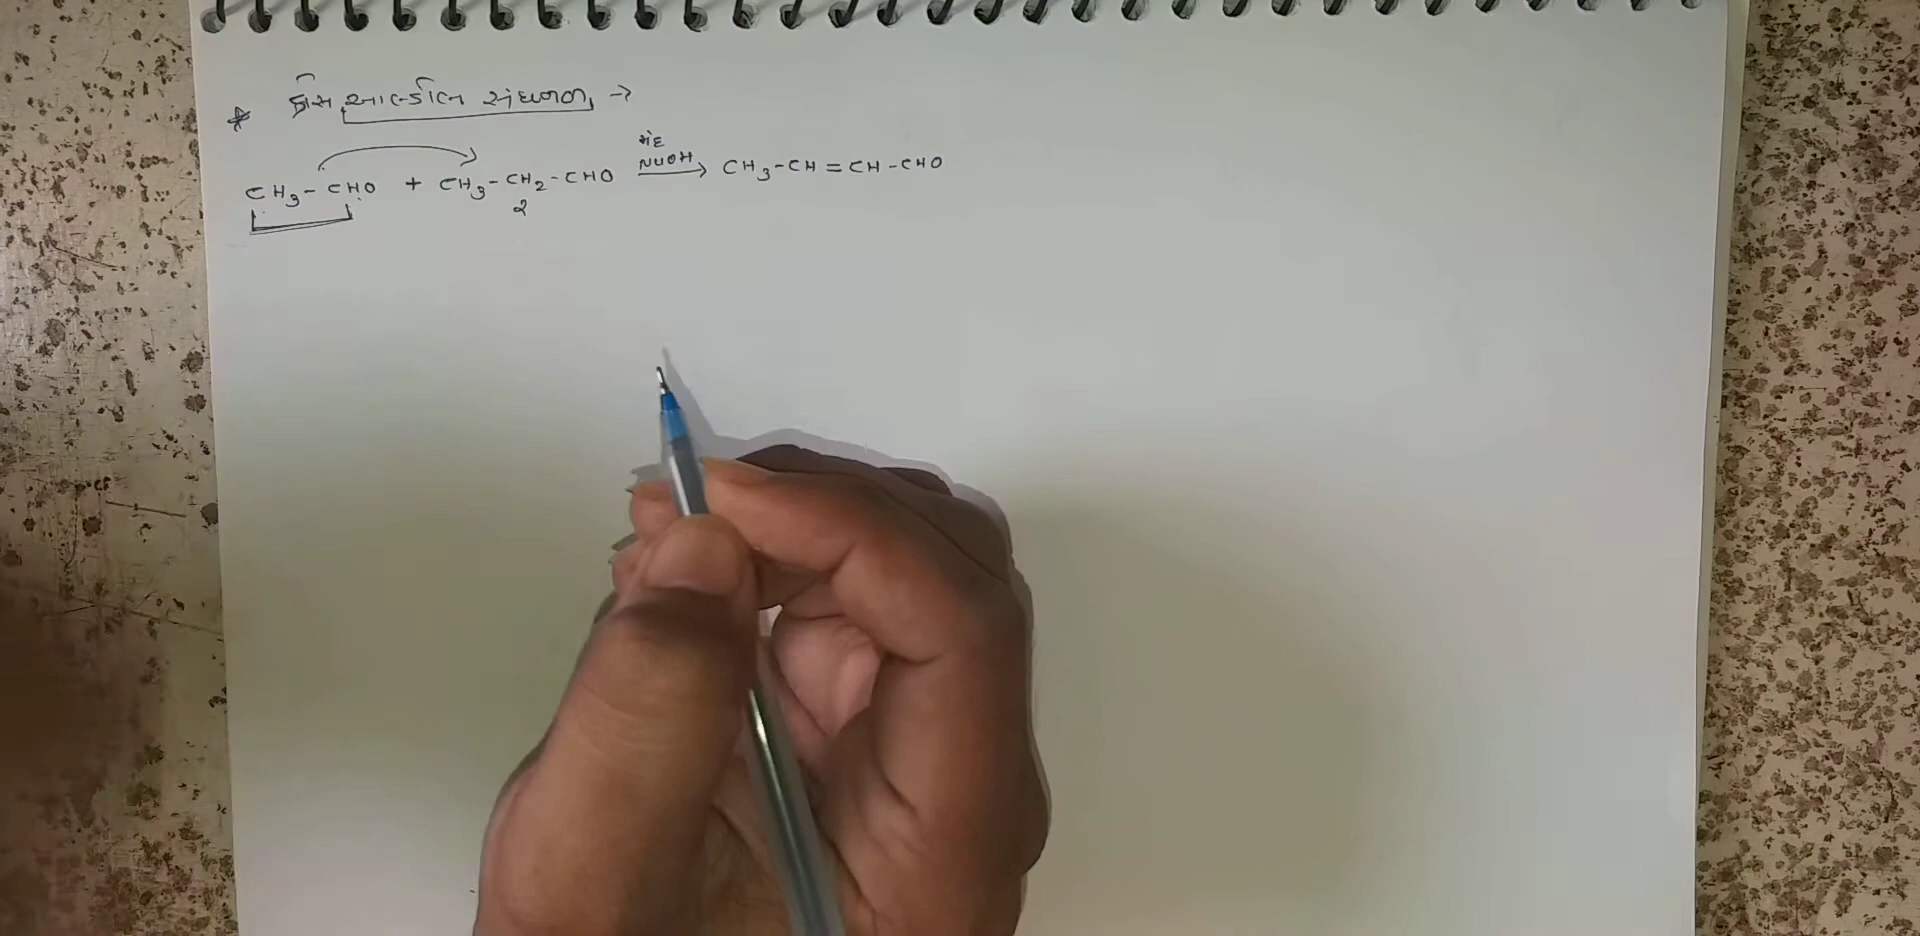 * ક્રોસ આલ્ડોલ સંઘનન →
મંદ
CH₃-CHO + CH₃-CH₂-CHO NaOH → CH₃-CH=CH-CHO
2